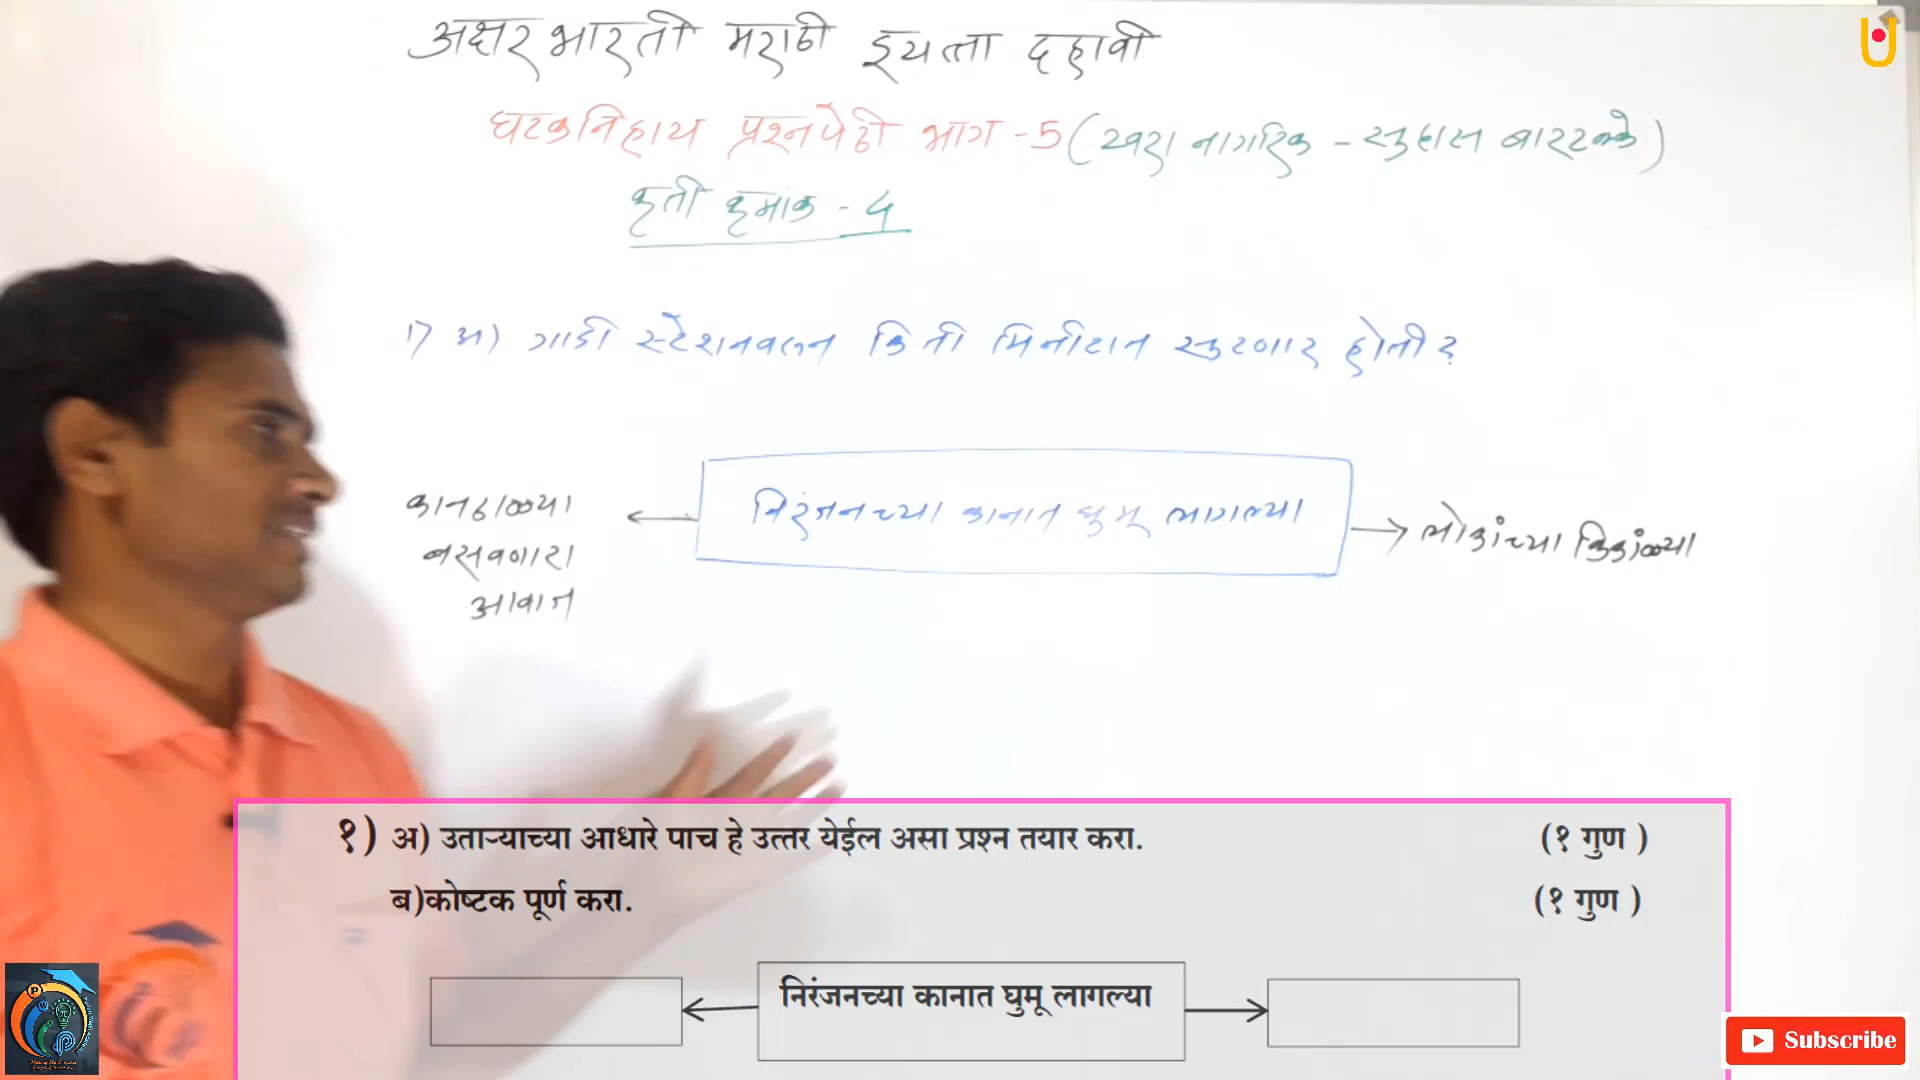 अक्षरभारती मराठी इयत्ता दहावी
घटकनिहाय प्रश्नपेढी भाग -5 (खरा नागरिक - सुहास बारटक्के)
कृती क्रमांक - 4
1) अ) गाडी स्टेशनवरून किती मिनीटात सुटणार होती?
कानठळ्या
बसवणारा
आवाज
निरंजनच्या कानात घुमू लागल्या
लोकांच्या किंकाळ्या
१) अ) उताऱ्याच्या आधारे पाच हे उत्तर येईल असा प्रश्न तयार करा. (१ गुण )
ब)कोष्टक पूर्ण करा. (१ गुण )
निरंजनच्या कानात घुमू लागल्या
Subscribe